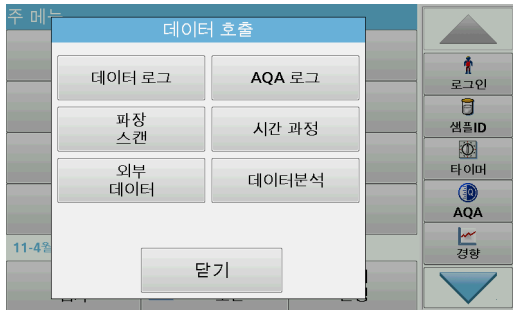 주 메뉴
데이터 호출
데이터 로그
AQA 로그
파장
스캔
시간 과정
외부
데이터
데이터분석
닫기
11-4월
로그인
샘플ID
타이머
AQA
경향